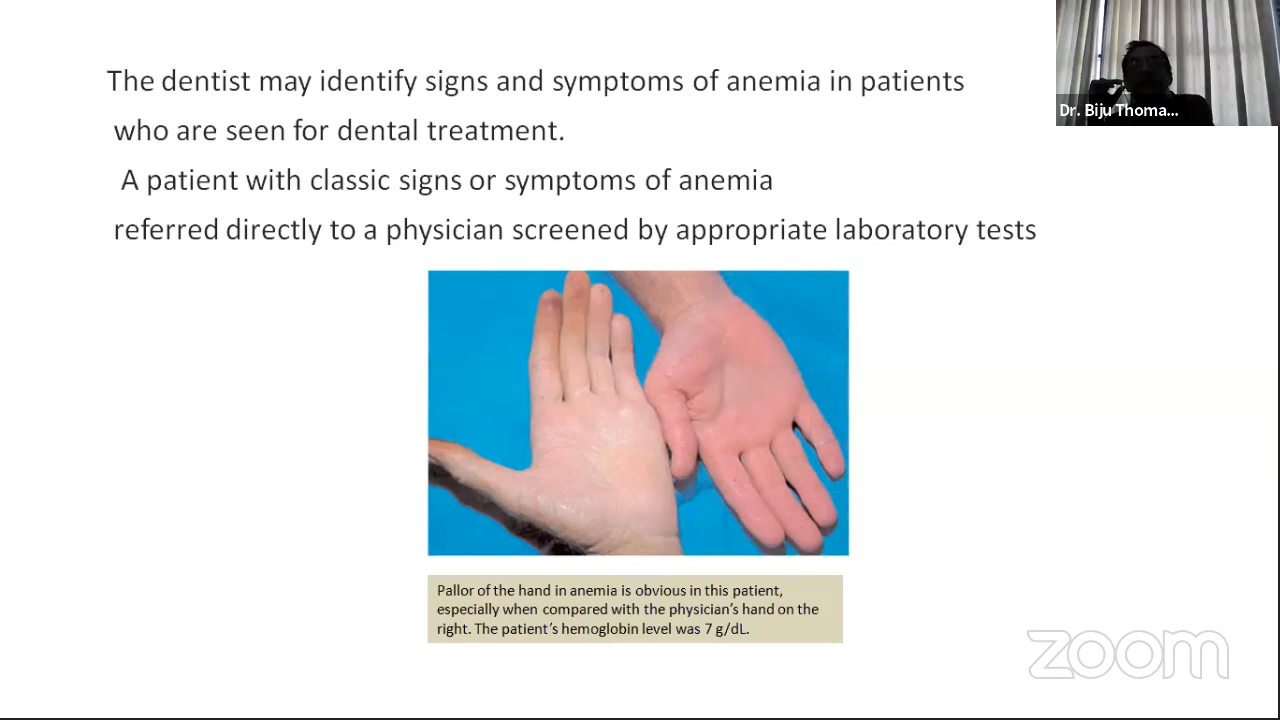 The dentist may identify signs and symptoms of anemia in patients
who are seen for dental treatment.
A patient with classic signs or symptoms of anemia
referred directly to a physician screened by appropriate laboratory tests
Dr. Biju Thoma...
Pallor of the hand in anemia is obvious in this patient,
especially when compared with the physician's hand on the
right. The patient's hemoglobin level was 7 g/dL.
zoom